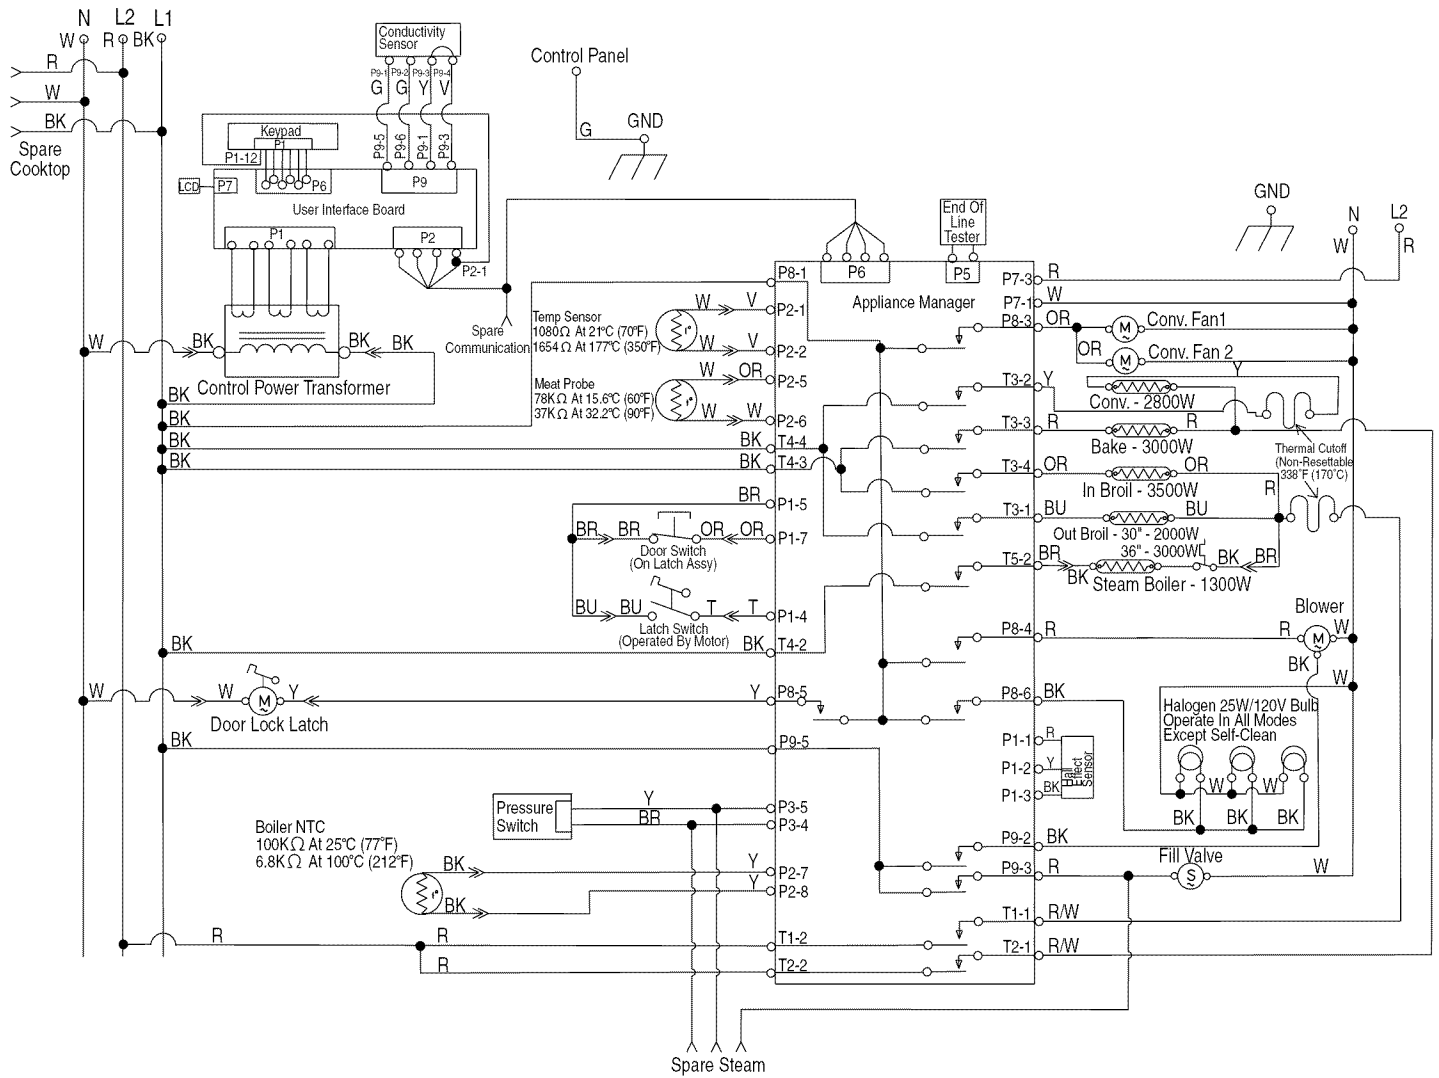 N L2 L1
W R BK
R
W
BK
Spare
Cooktop
Conductivity
Sensor
P9-1 P9-2 P9-3 P9-4
G G Y V
P9-5 P9-6 P9-1 P9-3
Control Panel
G
GND
Keypad
P1
P1-12
LCD P7 P6 P9
User Interface Board
P1 P2
P2-1
Spare
Communication
W BK BK BK
Control Power Transformer
BK
BK
BK
BK
Temp Sensor
1080Ω At 21°C (70°F)
1654 Ω At 177°C (350°F)
W V
W V
Meat Probe
78KΩ At 15.6°C (60°F)
37KΩ At 32.2°C (90°F)
W OR
W W
BK
BK
End Of
Line
Tester
P6 P5
Appliance Manager
P8-1
P2-1
P2-2
P2-5
P2-6
T4-4
T4-3
P1-5
P1-7
P1-4
T4-2
P8-5
P9-5
P3-5
P3-4
P2-7
P2-8
T1-2
T2-2
BR
BR BR OR OR
Door Switch
(On Latch Assy)
BU BU T T
Latch Switch
(Operated By Motor)
BK BK
W W Y Y
M
Door Lock Latch
BK
Pressure
Switch
Y
BR
Boiler NTC
100KΩ At 25°C (77°F)
6.8KΩ At 100°C (212°F)
BK Y
BK Y
R R
R
Spare Steam
GND
N L2
W R
P7-3 R
P7-1 W
P8-3 OR M Conv. Fan1
OR M Conv. Fan 2
Y
T3-2 Y
Conv. - 2800W
T3-3 R R
Bake - 3000W
Thermal Cutoff
(Non-Resettable
338°F (170°C)
T3-4 OR OR
In Broil - 3500W
R
T3-1 BU BU
Out Broil - 30" - 2000W
36" - 3000W
T5-2 BR BK BK BR
Steam Boiler - 1300W
Blower
P8-4 R R M W
BK
W
P8-6 BK
Halogen 25W/120V Bulb
Operate In All Modes
Except Self-Clean
P1-1 R
P1-2 Y
P1-3 BK
Hall
Effect
Sensor
W W
BK BK BK
P9-2 BK
Fill Valve
P9-3 R S W
T1-1 R/W
T2-1 R/W